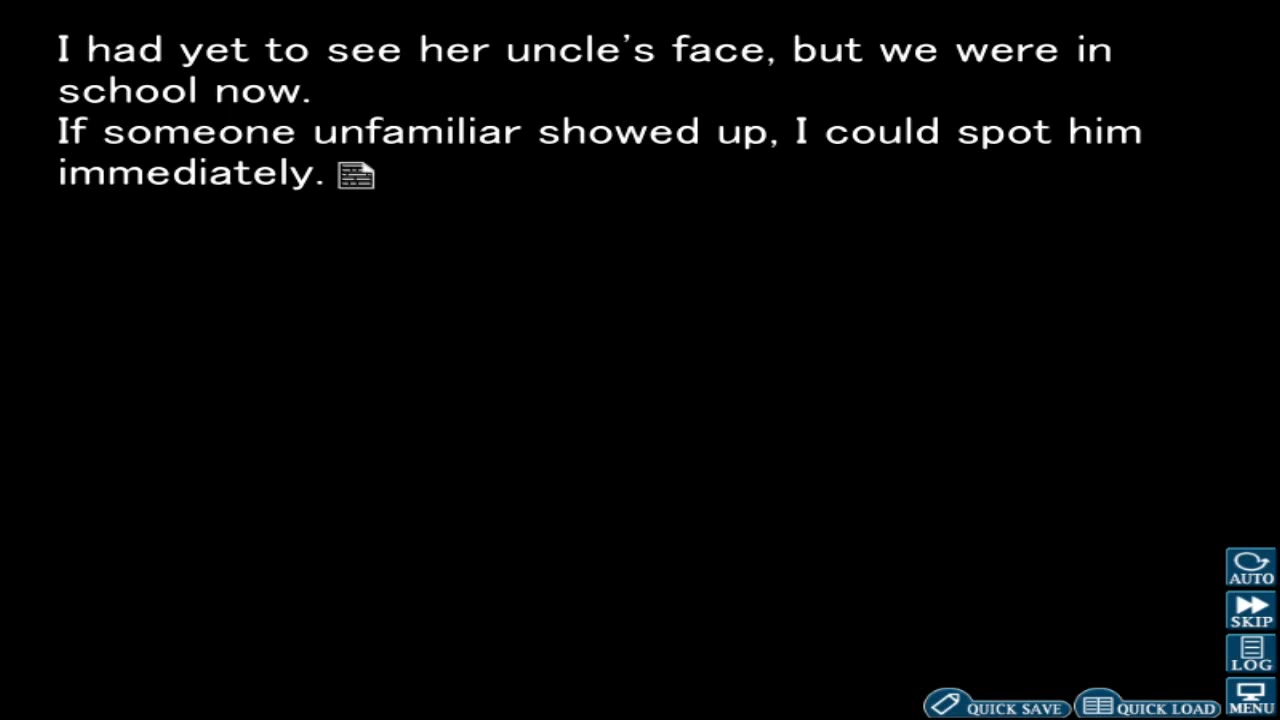 I had yet to see her uncle’s face, but we were in
school now.
If someone unfamiliar showed up, I could spot him
immediately.
AUTO
SKIP
LOG
QUICK SAVE
QUICK LOAD
MENU